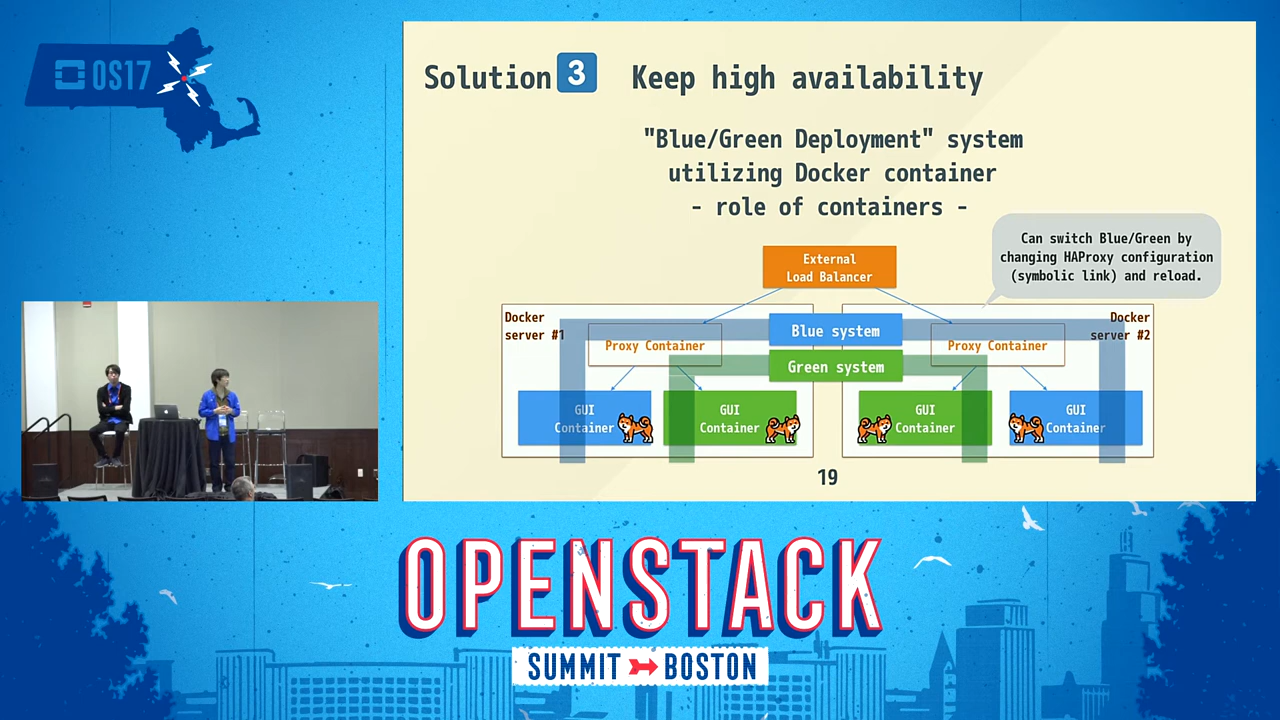 OS17
Solution 3 Keep high availability
"Blue/Green Deployment" system
utilizing Docker container
- role of containers -
Can switch Blue/Green by
changing HAProxy configuration
(symbolic link) and reload.
External
Load Balancer
Docker
server #1
Docker
server #2
Blue system
Proxy Container
Proxy Container
Green system
GUI
Container
GUI
Container
GUI
Container
GUI
Container
19
OPENSTACK
SUMMIT BOSTON